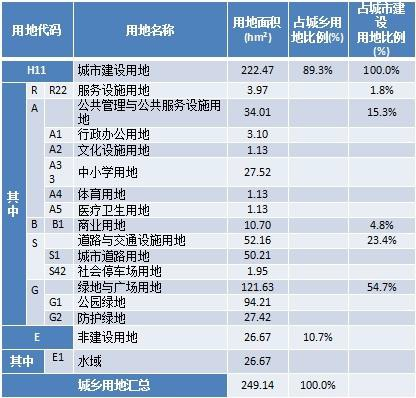 用地代码 用地名称 用地面积(hm²) 占城乡用地比例(%) 占城市建设用地比例(%)
H11 城市建设用地 222.47 89.3% 100.0%
其中
R R22 服务设施用地 3.97 1.8%
A 公共管理与公共服务设施用地 34.01 15.3%
A1 行政办公用地 3.10
A2 文化设施用地 1.13
A33 中小学用地 27.52
A4 体育用地 1.13
A5 医疗卫生用地 1.13
B B1 商业用地 10.70 4.8%
S 道路与交通设施用地 52.16 23.4%
S1 城市道路用地 50.21
S42 社会停车场用地 1.95
G 绿地与广场用地 121.63 54.7%
G1 公园绿地 94.21
G2 防护绿地 27.42
E 非建设用地 26.67 10.7%
其中 E1 水域 26.67
城乡用地汇总 249.14 100.0%